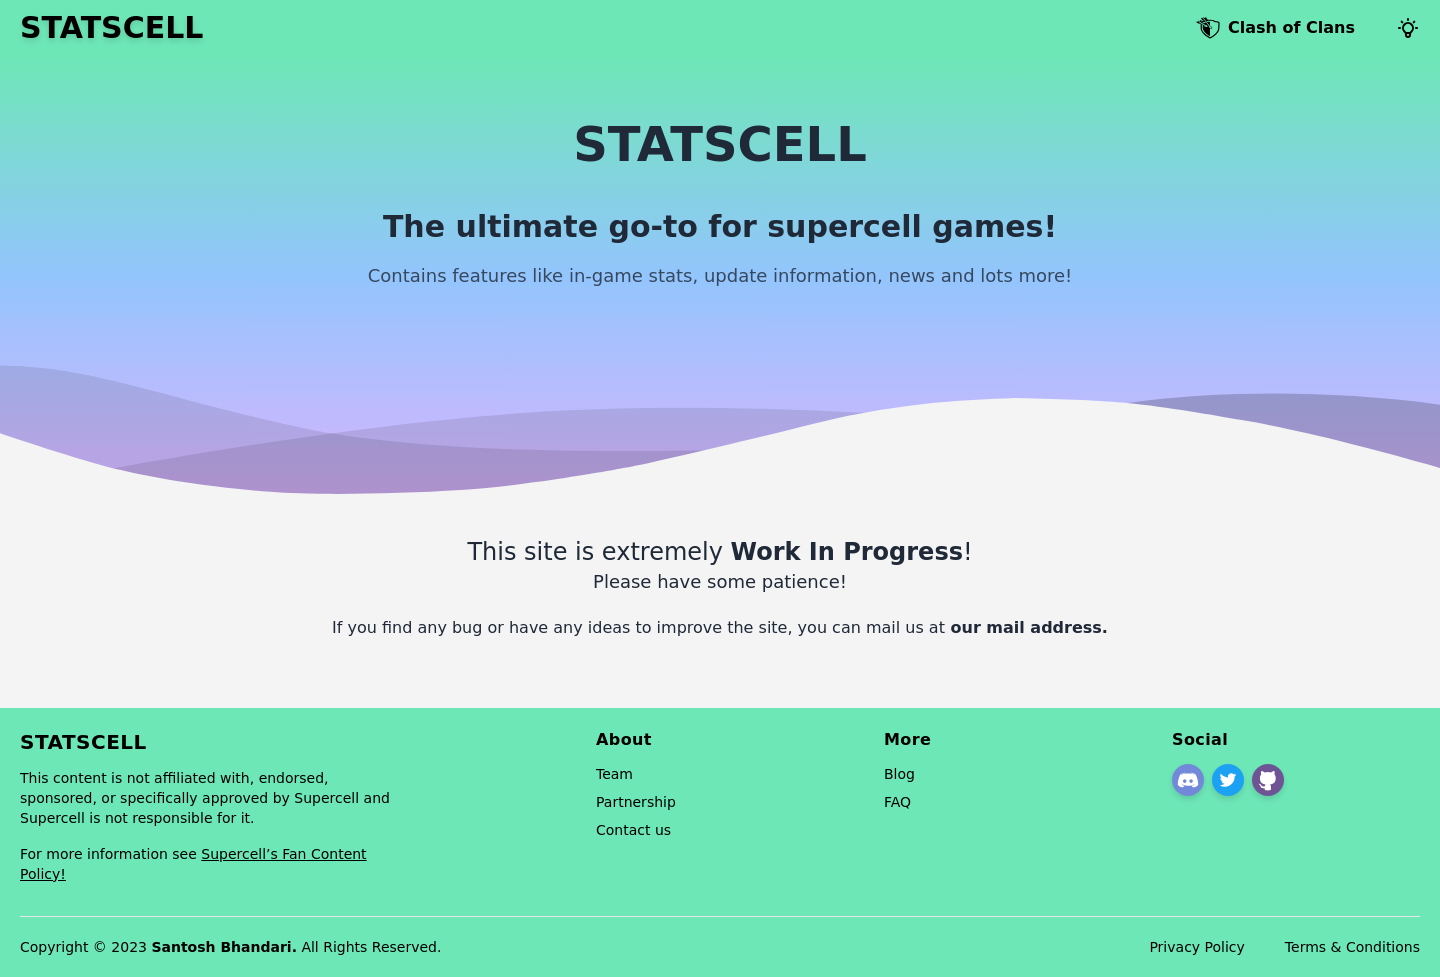 STATSCELL
Clash of Clans
STATSCELL
The ultimate go-to for supercell games!
Contains features like in-game stats, update information, news and lots more!
This site is extremely Work In Progress!
Please have some patience!
If you find any bug or have any ideas to improve the site, you can mail us at our mail address.
STATSCELL
This content is not affiliated with, endorsed,
sponsored, or specifically approved by Supercell and
Supercell is not responsible for it.
For more information see Supercell’s Fan Content
Policy!
About
Team
Partnership
Contact us
More
Blog
FAQ
Social
Copyright © 2023 Santosh Bhandari. All Rights Reserved.
Privacy Policy
Terms & Conditions